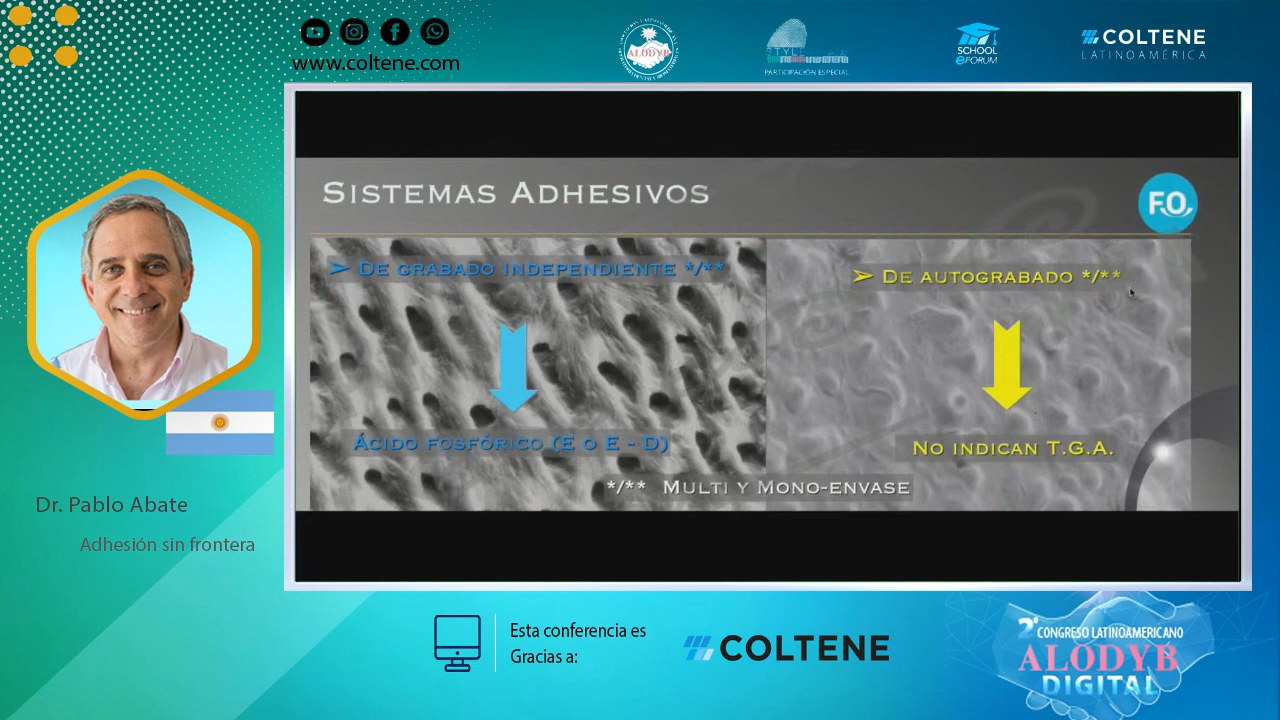 www.coltene.com
ALODYB
PARTICIPACIÓN ESPECIAL
SCHOOL
eFORUM
COLTENE
LATINOAMÉRICA
SISTEMAS ADHESIVOS
F.O.
➢ DE GRABADO INDEPENDIENTE */**
➢ DE AUTOGRABADO */**
ÁCIDO FOSFÓRICO (E O E - D)
NO INDICAN T.G.A.
*/** MULTI Y MONO-ENVASE
Dr. Pablo Abate
Adhesión sin frontera
Esta conferencia es
Gracias a:
COLTENE
2° CONGRESO LATINOAMERICANO
ALODYB
DIGITAL